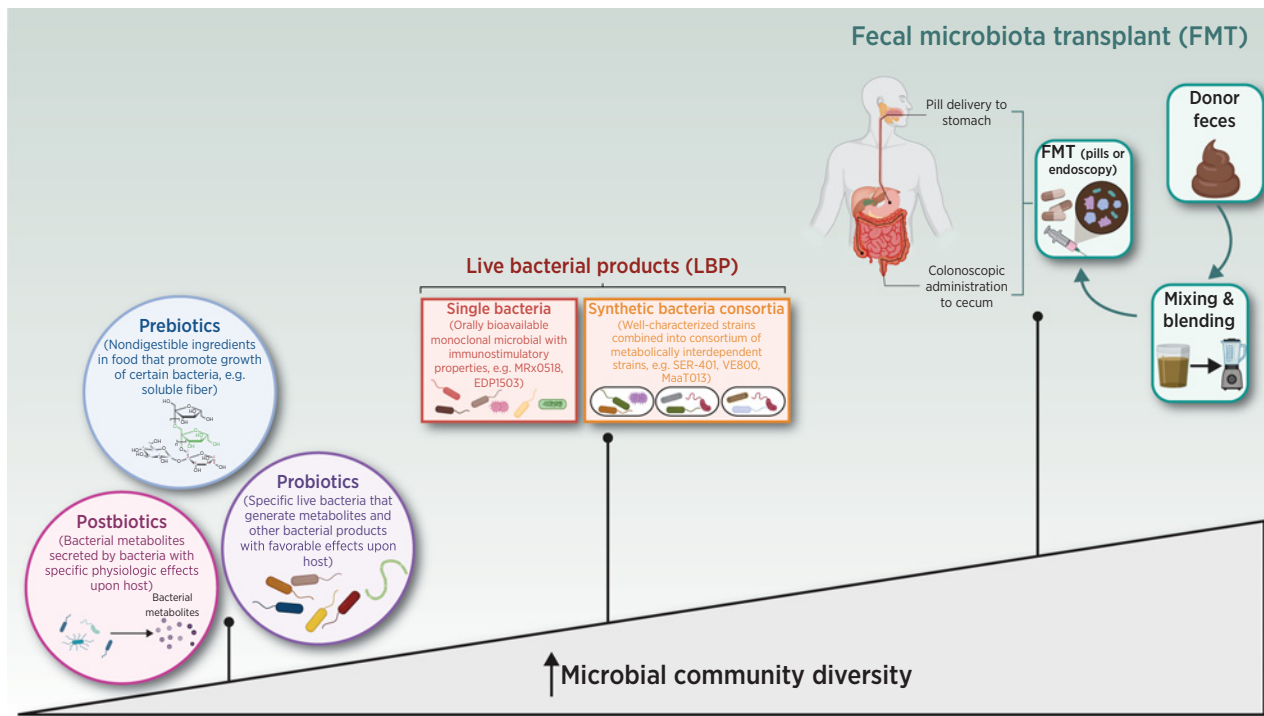 Fecal microbiota transplant (FMT)
Pill delivery to
stomach
Colonoscopic
administration
to cecum
FMT (pills or
endoscopy)
Donor
feces
Mixing &
blending
Live bacterial products (LBP)
Single bacteria
(Orally bioavailable
monoclonal microbial with
immunostimulatory
properties, e.g. MRx0518,
EDP1503)
Synthetic bacteria consortia
(Well-characterized strains
combined into consortium of
metabolically interdependent
strains, e.g. SER-401, VE800,
MaaT013)
Prebiotics
(Nondigestible ingredients
in food that promote growth
of certain bacteria, e.g.
soluble fiber)
Probiotics
(Specific live bacteria that
generate metabolites and
other bacterial products
with favorable effects upon
host)
Postbiotics
(Bacterial metabolites
secreted by bacteria with
specific physiologic effects
upon host)
Bacterial
metabolites
Microbial community diversity